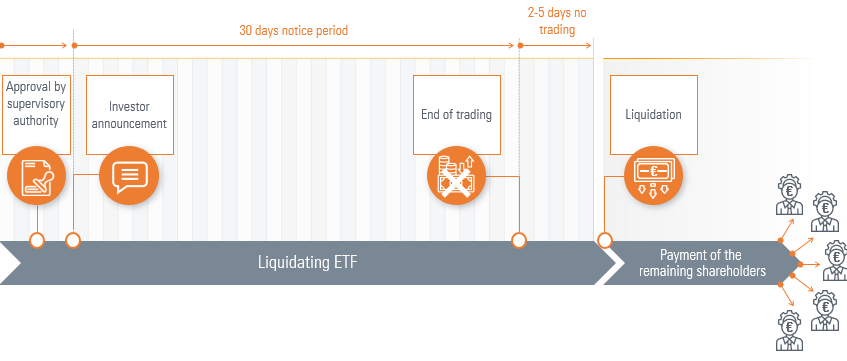 30 days notice period
2-5 days no
trading
Approval by
supervisory
authority
Investor
announcement
End of trading
Liquidation
€
€
€
€
€
€
Liquidating ETF
Payment of the
remaining shareholders